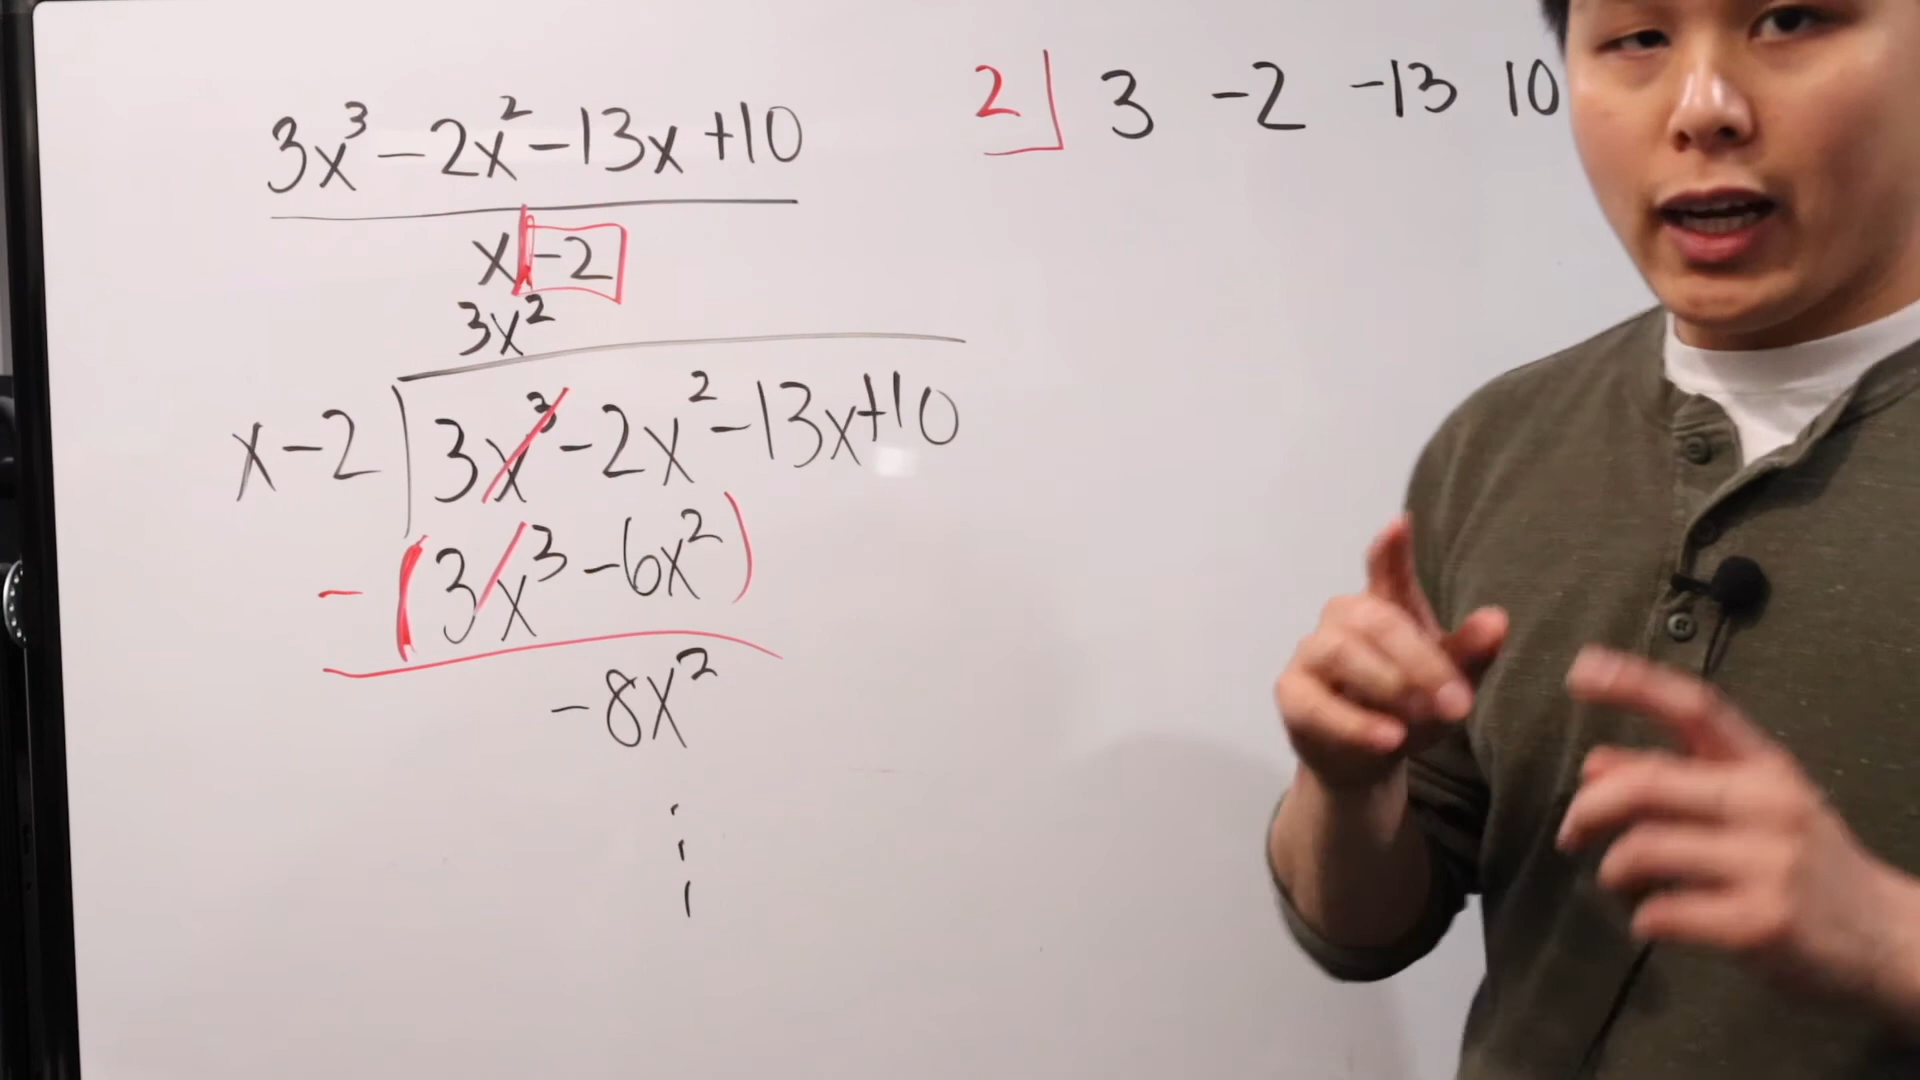 3x³ - 2x² - 13x + 10
x - 2
3x²
x - 2 3x³ - 2x² - 13x + 10
- (3x³ - 6x²)
- 8x²
2 3 -2 -13 10